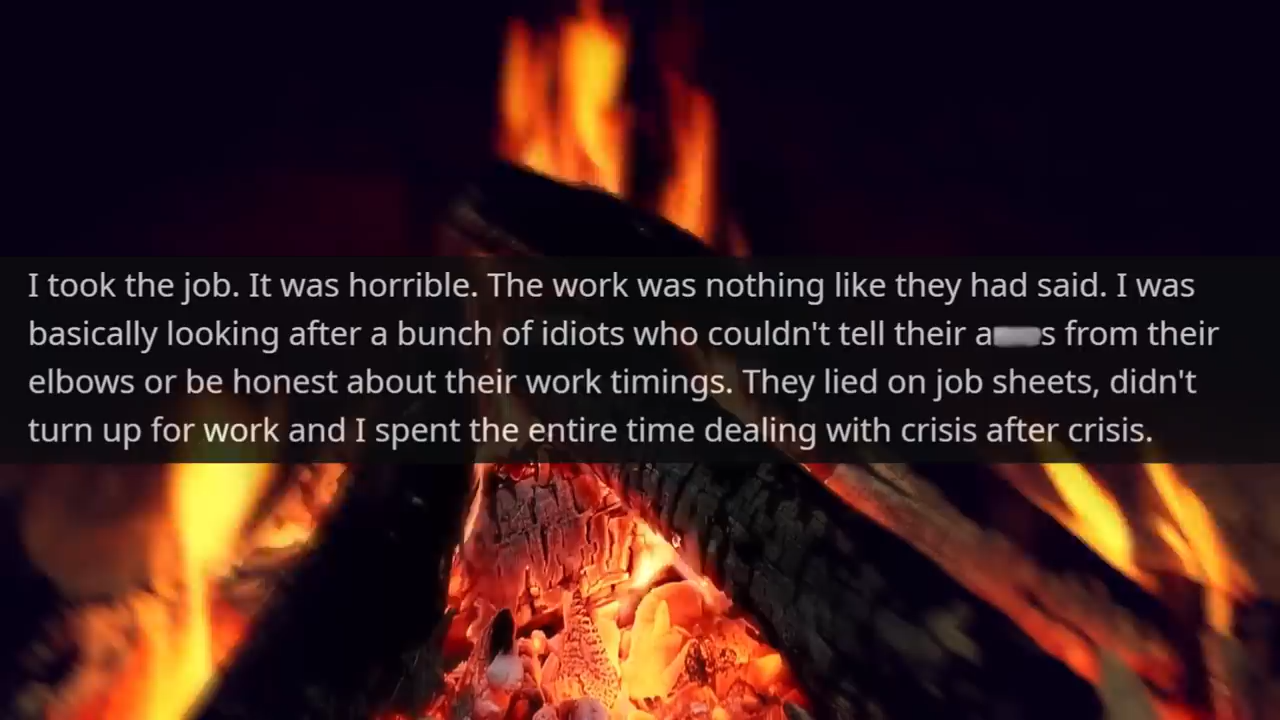 I took the job. It was horrible. The work was nothing like they had said. I was
basically looking after a bunch of idiots who couldn't tell their from their
elbows or be honest about their work timings. They lied on job sheets, didn't
turn up for work and I spent the entire time dealing with crisis after crisis.